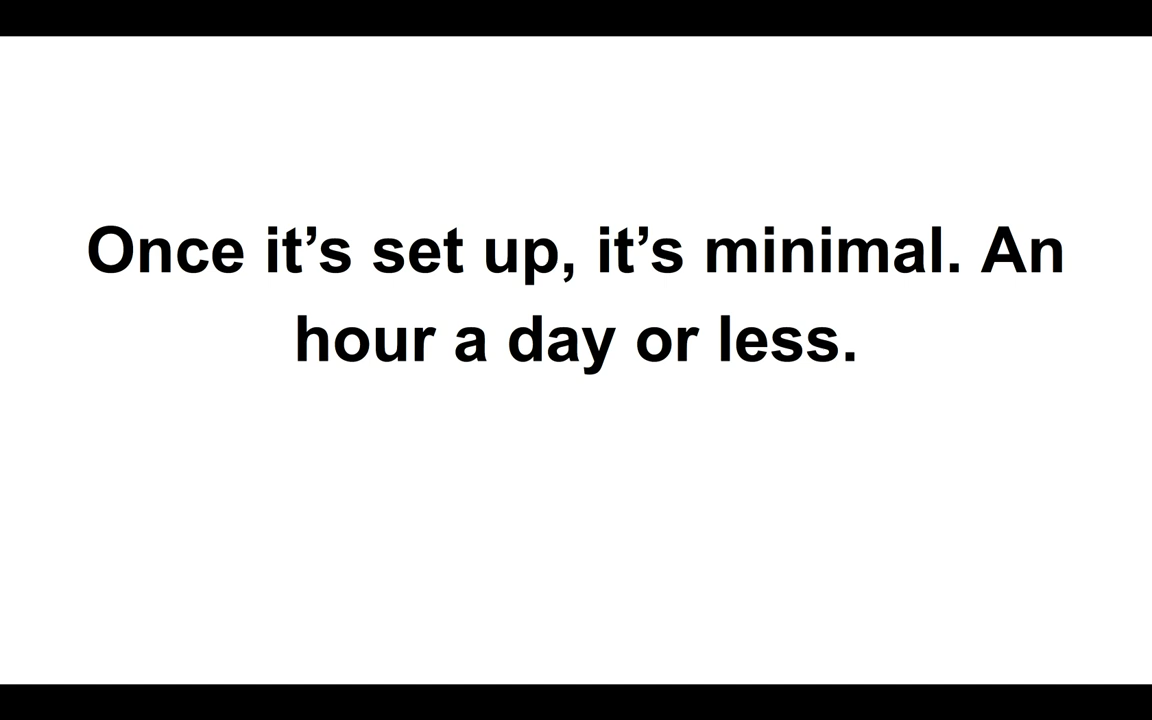 Once it’s set up, it’s minimal. An
hour a day or less.